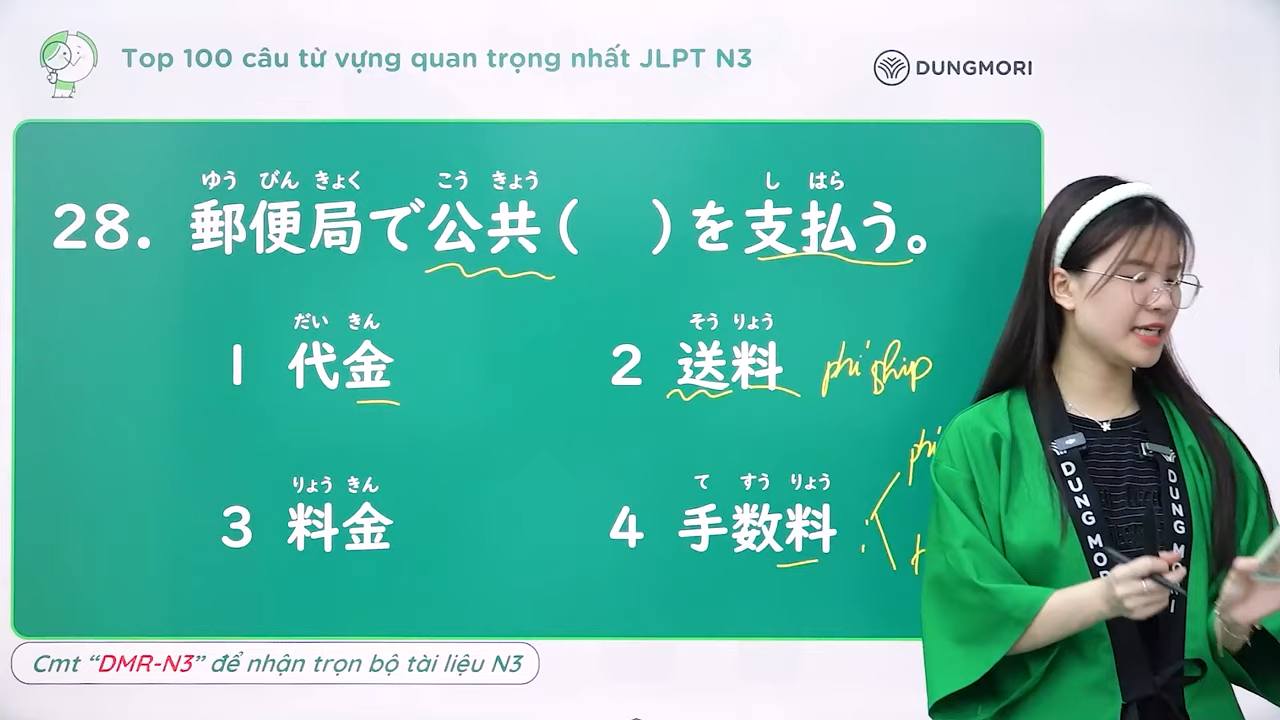 Top 100 câu từ vựng quan trọng nhất JLPT N3
DUNGMORI
ゆう びん きょく こう きょう し はら
28. 郵便局で公共( )を支払う。
だい きん
1 代金
そう りょう
2 送料 phí ship
りょう きん
3 料金
て すう りょう
4 手数料
phí
DUNG MORI
DUNG MORI
Cmt “DMR-N3” để nhận trọn bộ tài liệu N3